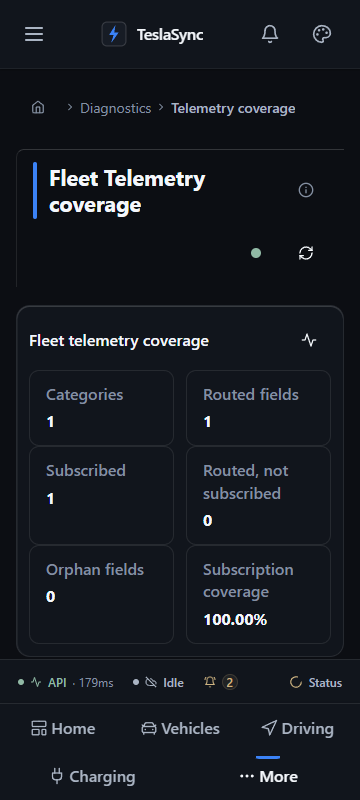 TeslaSync
Diagnostics
Telemetry coverage
Fleet Telemetry
coverage
Fleet telemetry coverage
Categories
1
Routed fields
1
Subscribed
1
Routed, not
subscribed
0
Orphan fields
0
Subscription
coverage
100.00%
API · 179ms
Idle
2
Status
Home
Vehicles
Driving
Charging
More